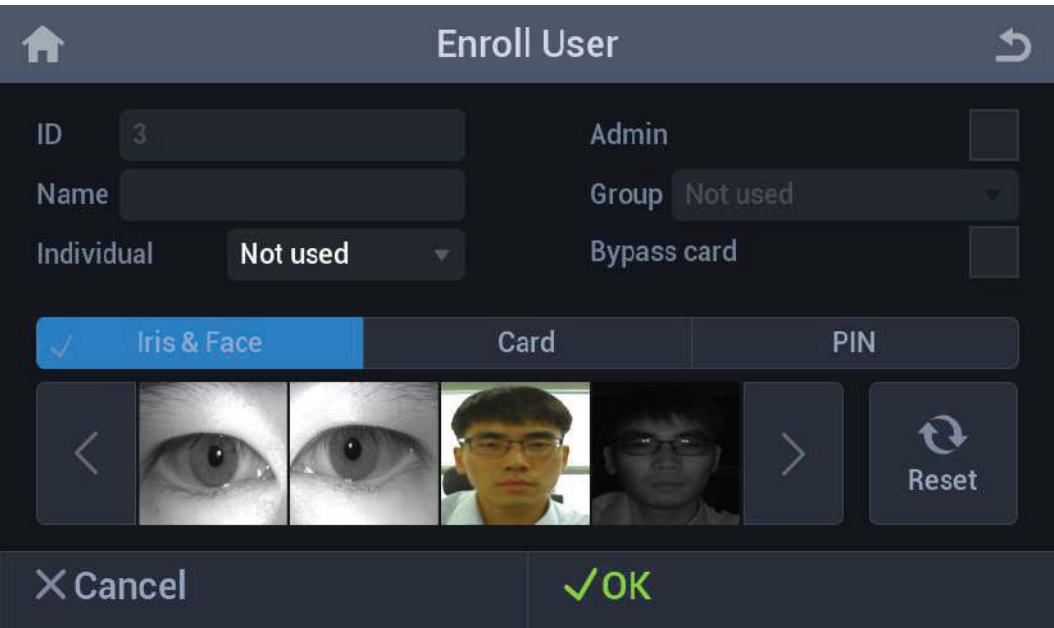 Enroll User
ID 3 Admin
Name Group Not used
Individual Not used Bypass card
Iris & Face Card PIN
Reset
Cancel OK